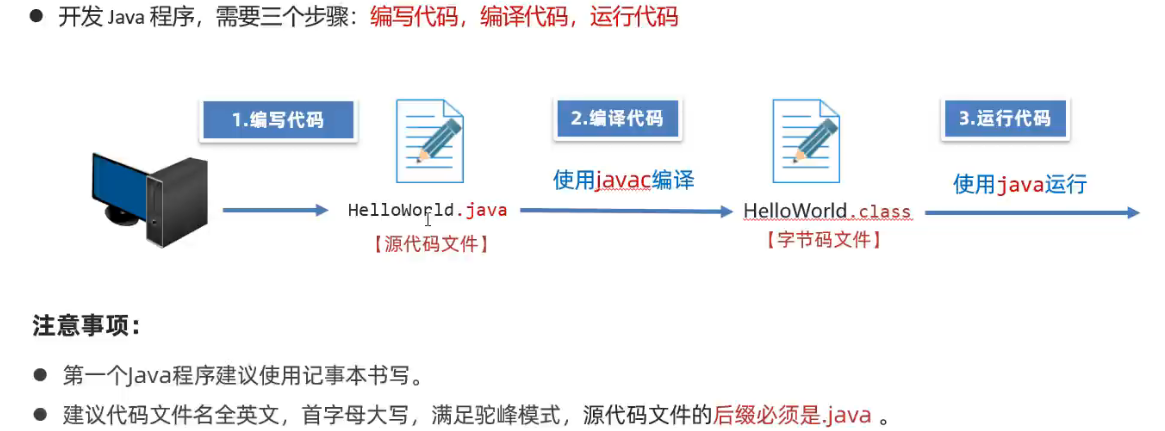 ● 开发 Java 程序，需要三个步骤：编写代码，编译代码，运行代码
1.编写代码
2.编译代码
3.运行代码
使用javac编译
使用java运行
HelloWorld.java
HelloWorld.class
【源代码文件】
【字节码文件】
注意事项：
● 第一个Java程序建议使用记事本书写。
● 建议代码文件名全英文，首字母大写，满足驼峰模式，源代码文件的后缀必须是.java 。